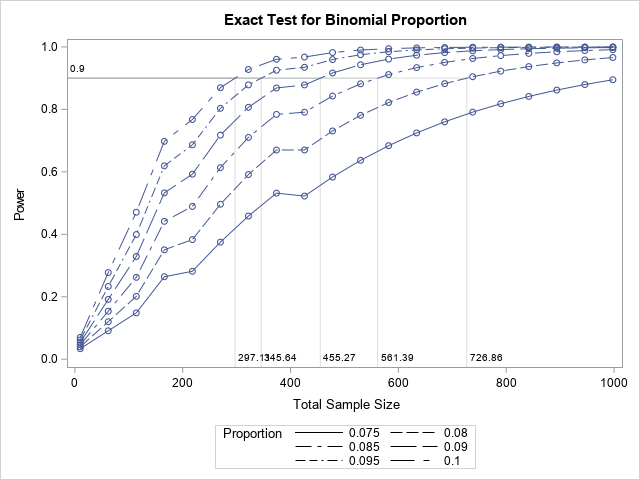 Exact Test for Binomial Proportion
1.0
0.9
0.8
0.6
0.4
0.2
0.0
Power
297.13
345.64
455.27
561.39
726.86
0 200 400 600 800 1000
Total Sample Size
Proportion 0.075 0.08
0.085 0.09
0.095 0.1